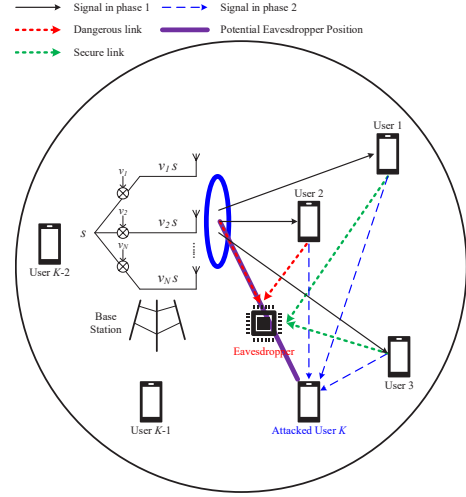 Signal in phase 1
Signal in phase 2
Dangerous link
Potential Eavesdropper Position
Secure link
User 1
v1
v1 s
User 2
v2
s
v2 s
vN
User K-2
vN s
Base
Station
Eavesdropper
User 3
User K-1
Attacked User K